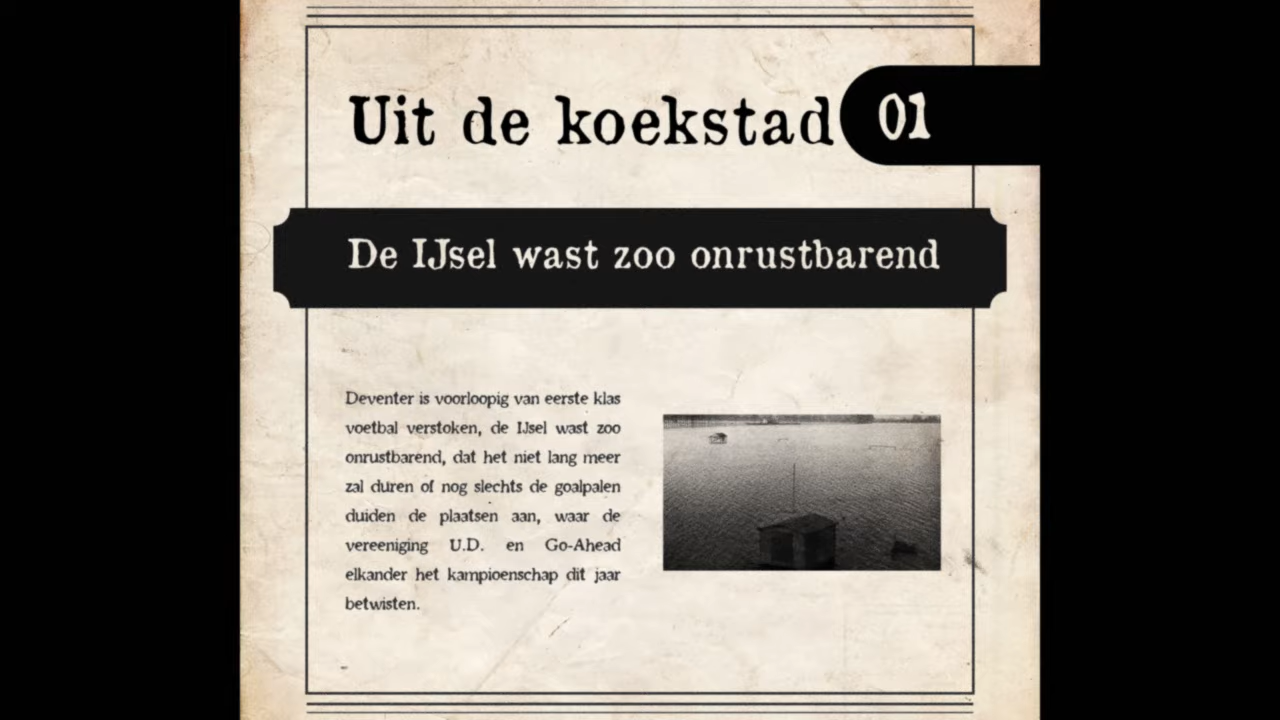 Uit de koekstad
01
De IJsel wast zoo onrustbarend
Deventer is voorloopig van eerste klas
voetbal verstoken, de IJsel wast zoo
onrustbarend, dat het niet lang meer
zal duren of nog slechts de goalpalen
duiden de plaatsen aan, waar de
vereeniging U.D. en Go-Ahead
elkander het kampioenschap dit jaar
betwisten.